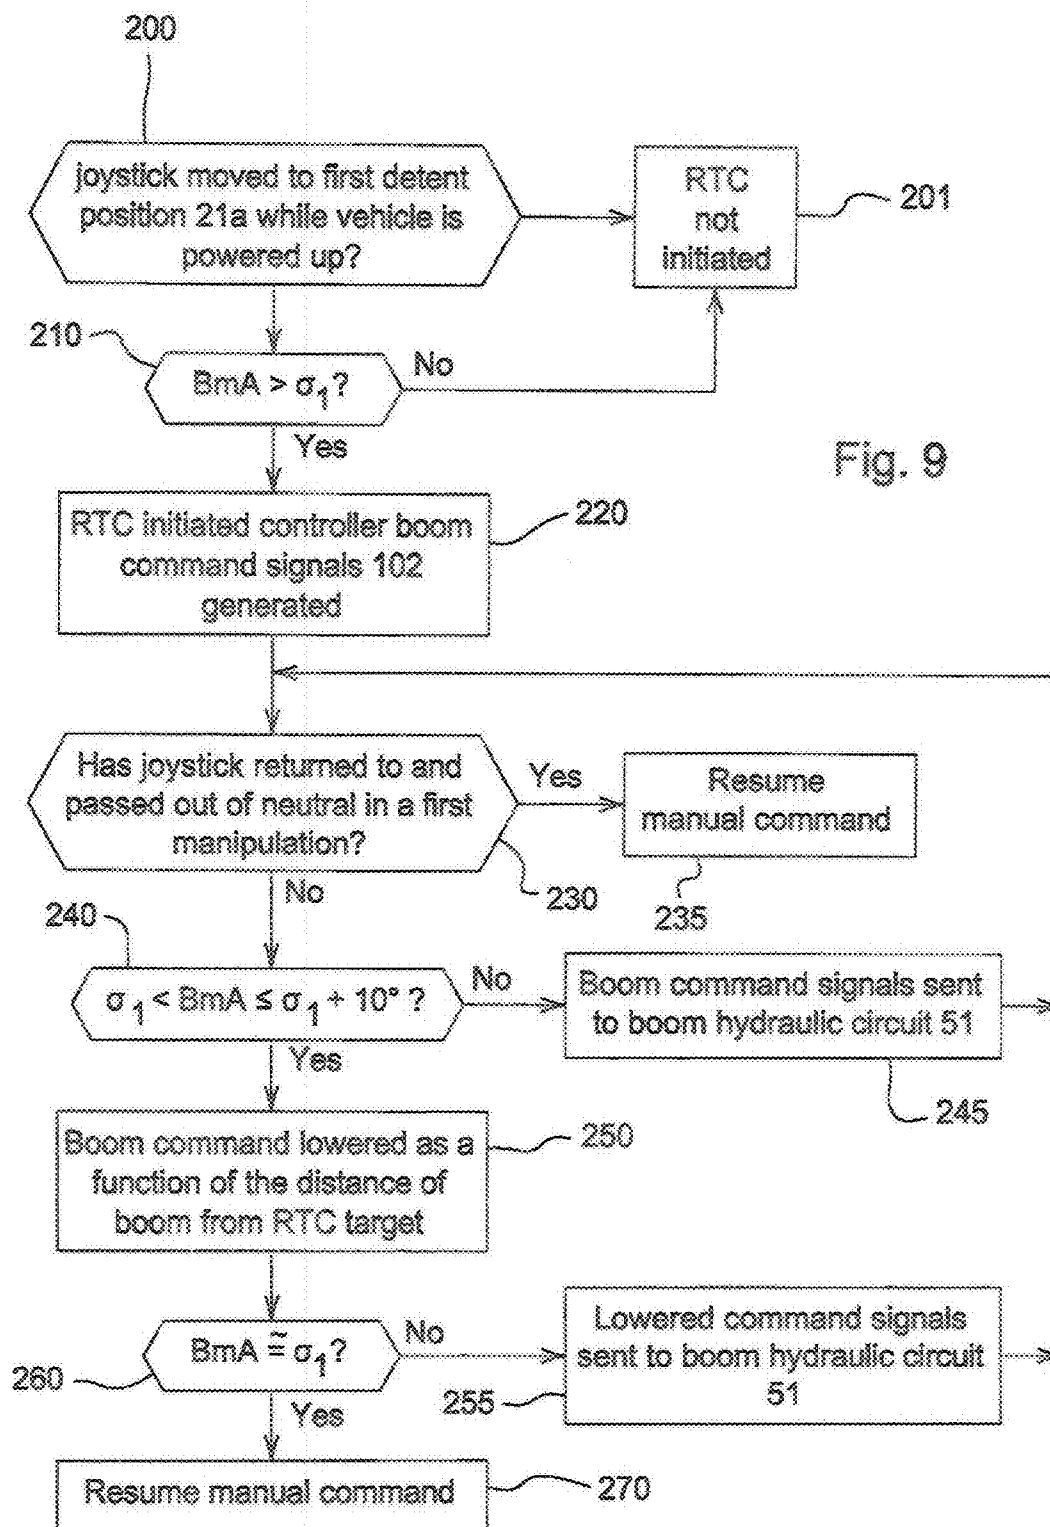 200
joystick moved to first detent
position 21a while vehicle is
powered up?
RTC
not
initiated
201
210
BmA > σ1?
No
Yes
Fig. 9
RTC initiated controller boom
command signals 102
generated
220
Has joystick returned to and
passed out of neutral in a first
manipulation?
Yes
Resume
manual command
230
235
No
240
σ1 < BmA ≤ σ1 + 10° ?
No
Boom command signals sent
to boom hydraulic circuit 51
Yes
245
Boom command lowered as a
function of the distance of
boom from RTC target
250
BmA ≅ σ1?
No
Lowered command signals
sent to boom hydraulic circuit
51
260
255
Yes
Resume manual command
270